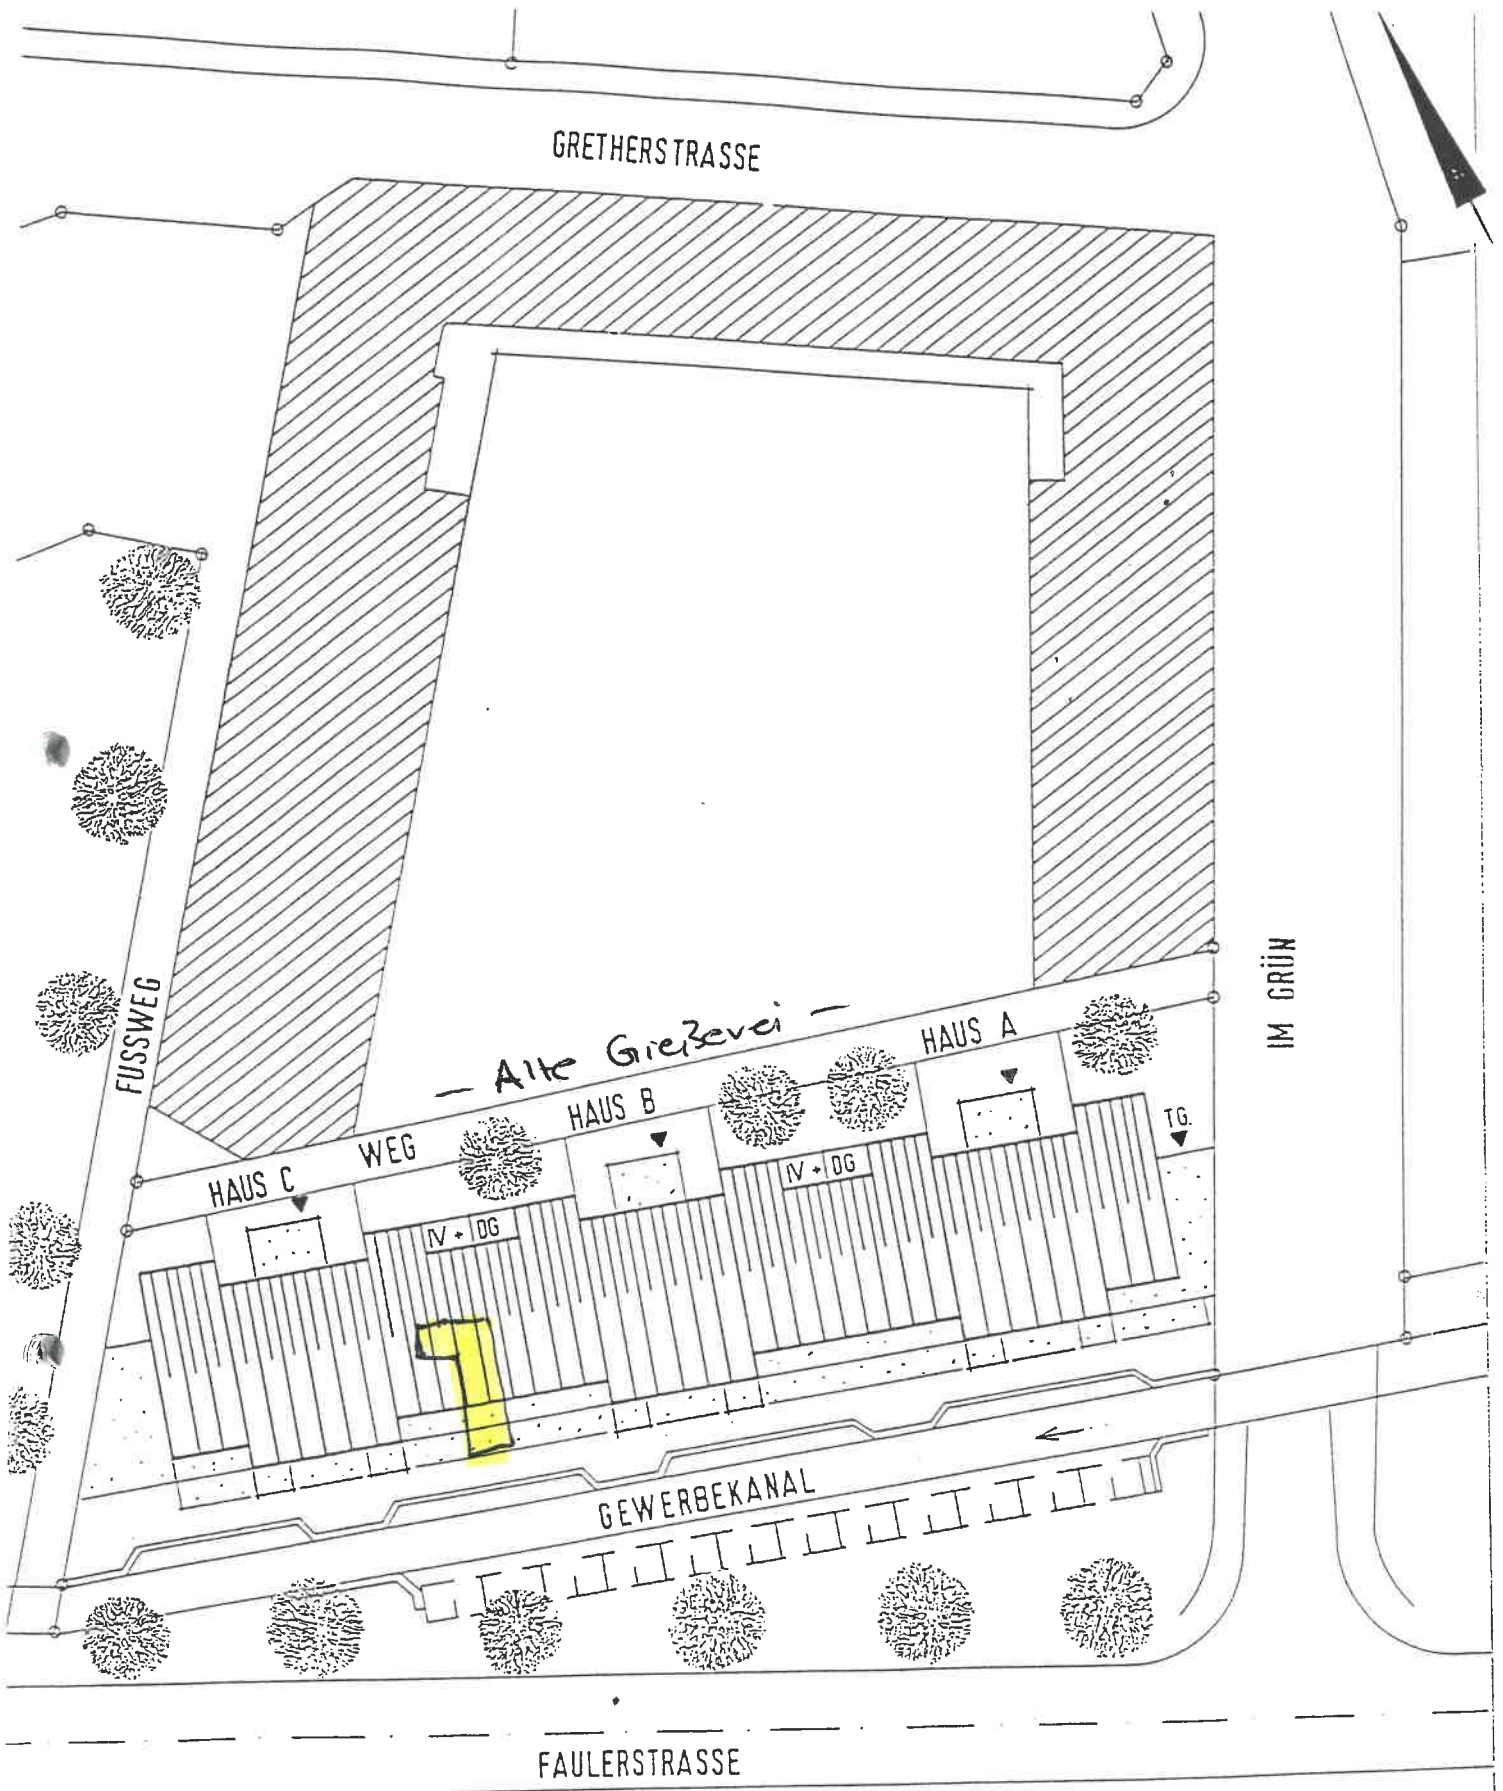 GRETHERSTRASSE
IM GRÜN
FUSSWEG
— Alte Gießerei —
HAUS A
HAUS B
WEG
HAUS C
TG.
IV + DG
IV + DG
GEWERBEKANAL
FAULERSTRASSE